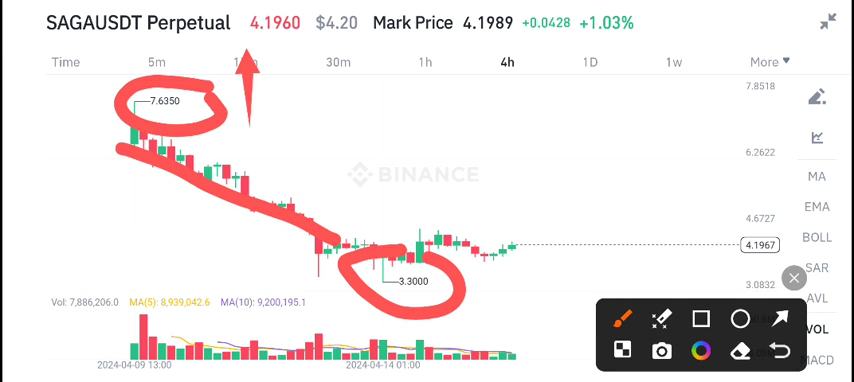 SAGAUSDT Perpetual 4.1960 $4.20 Mark Price 4.1989 +0.0428 +1.03%
Time 5m 30m 1h 4h 1D 1w More
7.8518
7.6350
6.2622
BINANCE
MA
EMA
4.6727
BOLL
4.1967
SAR
3.3000
3.0832
AVL
Vol: 7,886,206.0 MA(5): 8,939,042.6 MA(10): 9,200,195.1
VOL
MACD
2024-04-09 13:00 2024-04-14 01:00